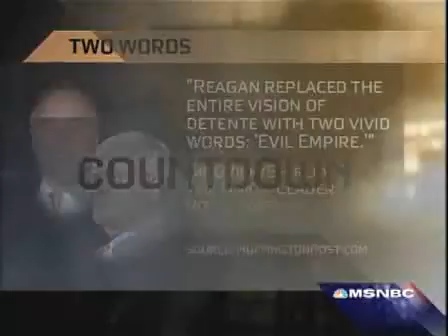 TWO WORDS
"REAGAN REPLACED THE
ENTIRE VISION OF
DETENTE WITH TWO VIVID
WORDS: 'EVIL EMPIRE.'"
COUNTDOWN
LEADER
SOURCE: HUFFINGTONPOST.COM
MSNBC